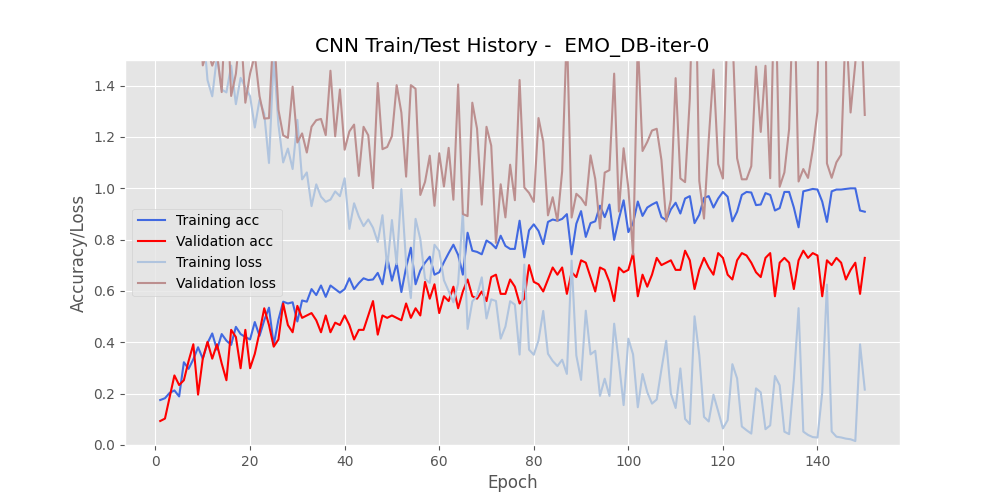 CNN Train/Test History -  EMO_DB-iter-0
1.4
1.2
1.0
0.8
0.6
0.4
0.2
0.0
Accuracy/Loss
Training acc
Validation acc
Training loss
Validation loss
0 20 40 60 80 100 120 140
Epoch